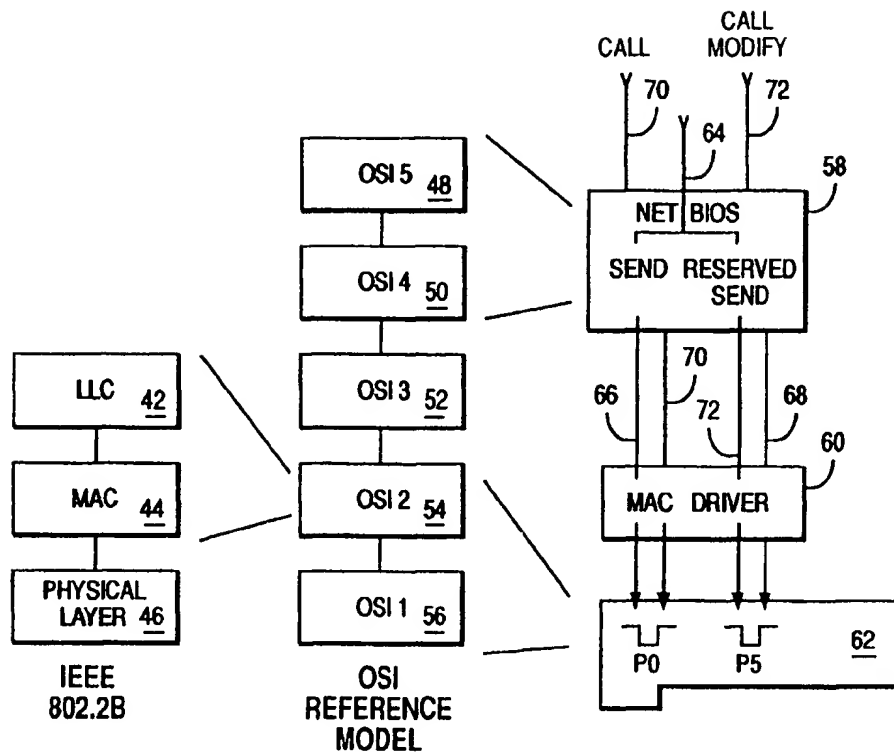 CALL
CALL
MODIFY
70
72
64
58
OSI 5 48
NET BIOS
OSI 4 50
SEND RESERVED
SEND
LLC 42
OSI 3 52
66
70
72
68
60
MAC 44
OSI 2 54
MAC DRIVER
PHYSICAL
LAYER 46
OSI 1 56
P0 P5 62
IEEE
802.2B
OSI
REFERENCE
MODEL